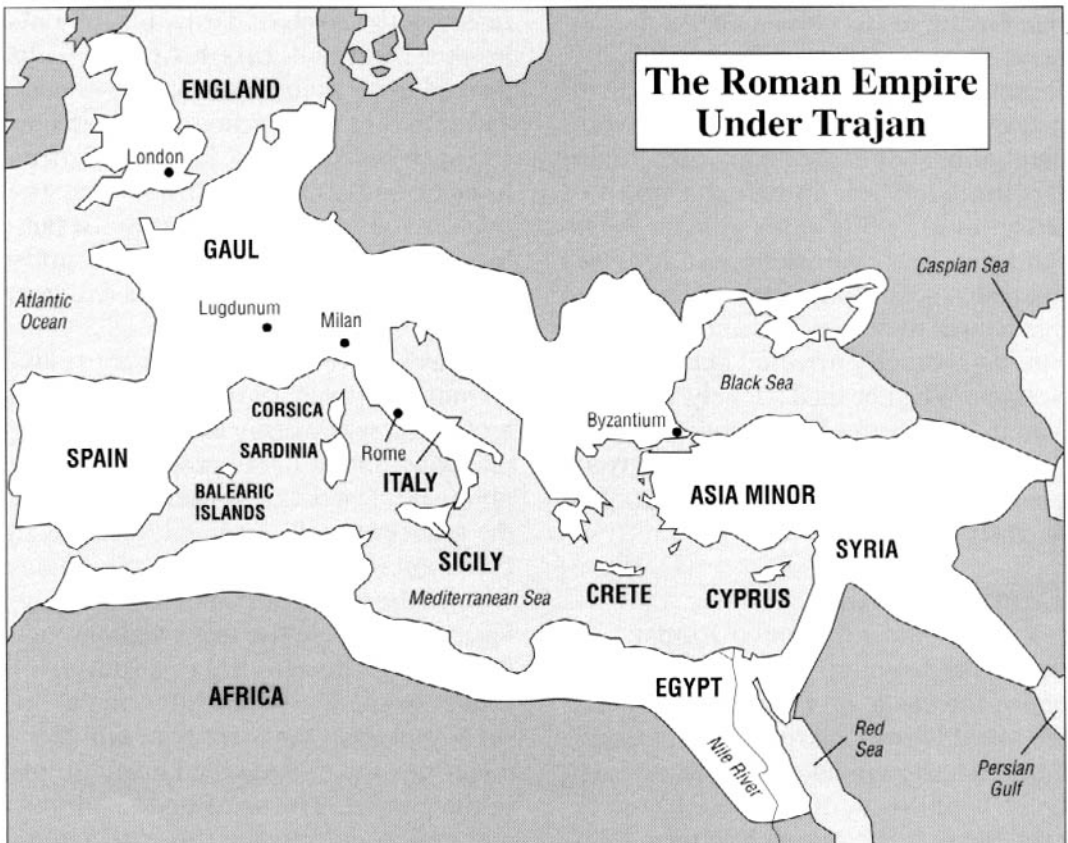 The Roman Empire
Under Trajan
ENGLAND
London
GAUL
Caspian Sea
Atlantic
Ocean
Lugdunum
Milan
Black Sea
CORSICA
Byzantium
SARDINIA
Rome
SPAIN
ITALY
BALEARIC
ISLANDS
ASIA MINOR
SYRIA
SICILY
Mediterranean Sea
CRETE
CYPRUS
AFRICA
EGYPT
Nile River
Red
Sea
Persian
Gulf